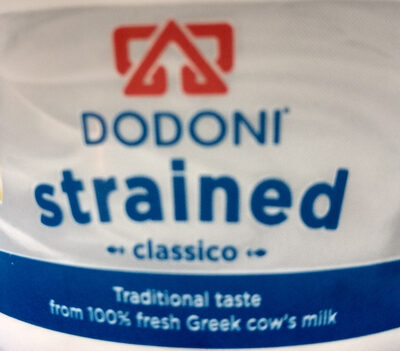 DODONI
strained
classico
Traditional taste
from 100% fresh Greek cow's milk